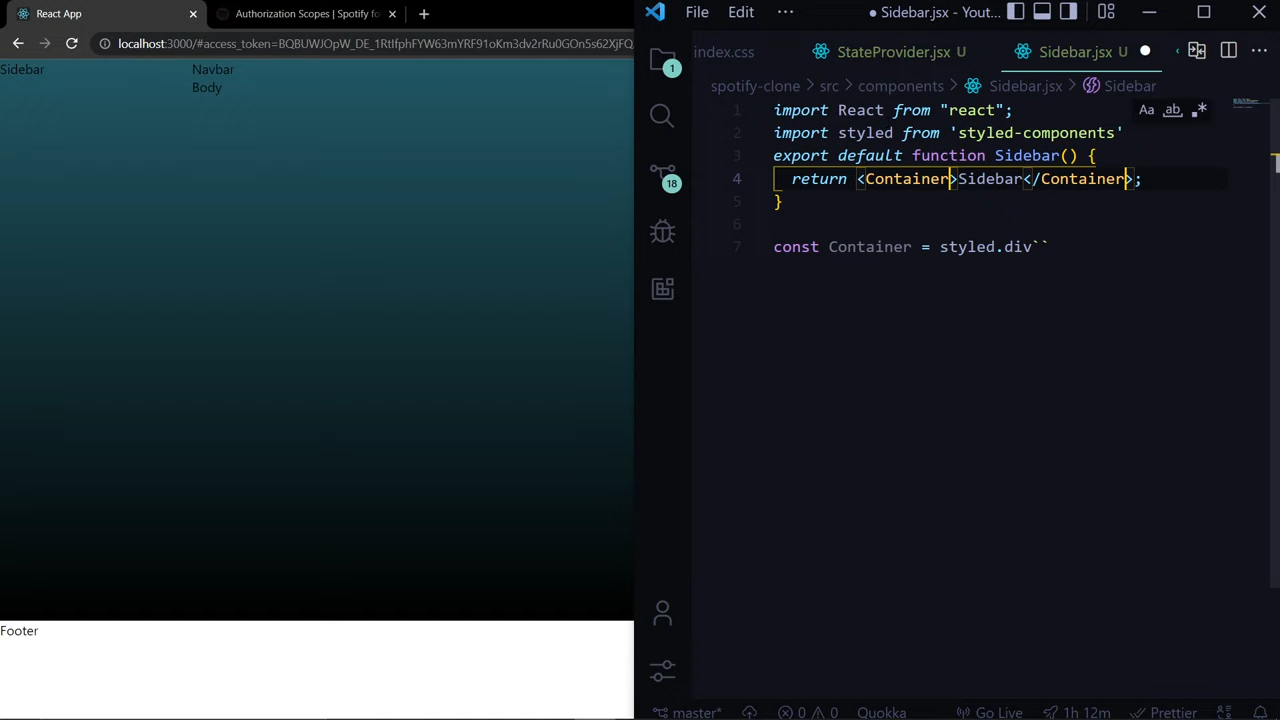 React App
Authorization Scopes | Spotify fo
localhost:3000/#access_token=BQBUWJOpW_DE_1RtIfphFYW63mYRF91oKm3dv2rRu0GOn5s62XjFQ
Sidebar
Navbar
Body
Footer
File Edit ··· ● Sidebar.jsx - Yout...
index.css StateProvider.jsx U Sidebar.jsx U
spotify-clone > src > components > Sidebar.jsx > Sidebar
Aa ab .*
1 import React from "react";
2 import styled from 'styled-components'
3 export default function Sidebar() {
4 return <Container>Sidebar</Container>;
5 }
6
7 const Container = styled.div``
1
18
master* 0 0 Quokka Go Live 1h 12m Prettier